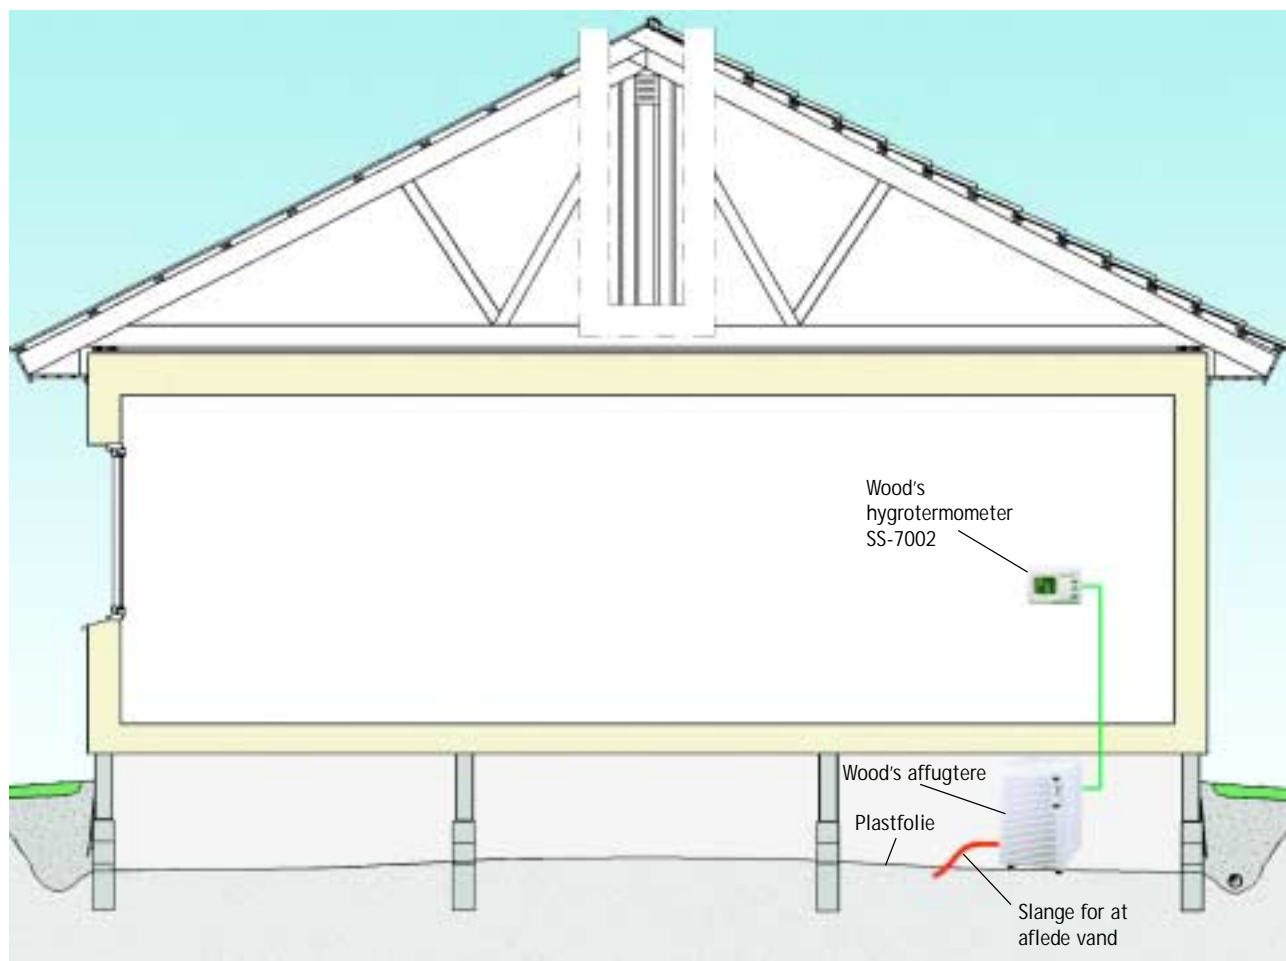 Wood's
hygrotermometer
SS-7002
Wood's affugtere
Plastfolie
Slange for at
aflede vand